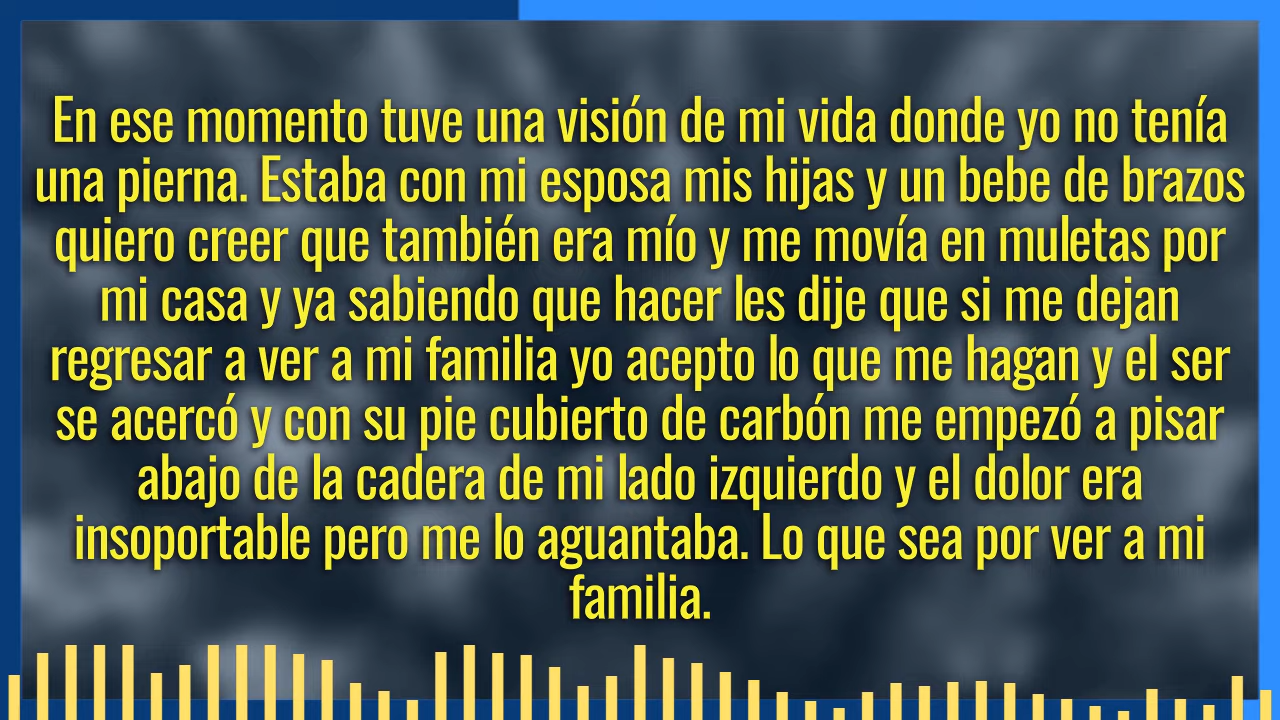 En ese momento tuve una visión de mi vida donde yo no tenía
una pierna. Estaba con mi esposa mis hijas y un bebe de brazos
quiero creer que también era mío y me movía en muletas por
mi casa y ya sabiendo que hacer les dije que si me dejan
regresar a ver a mi familia yo acepto lo que me hagan y el ser
se acercó y con su pie cubierto de carbón me empezó a pisar
abajo de la cadera de mi lado izquierdo y el dolor era
insoportable pero me lo aguantaba. Lo que sea por ver a mi
familia.